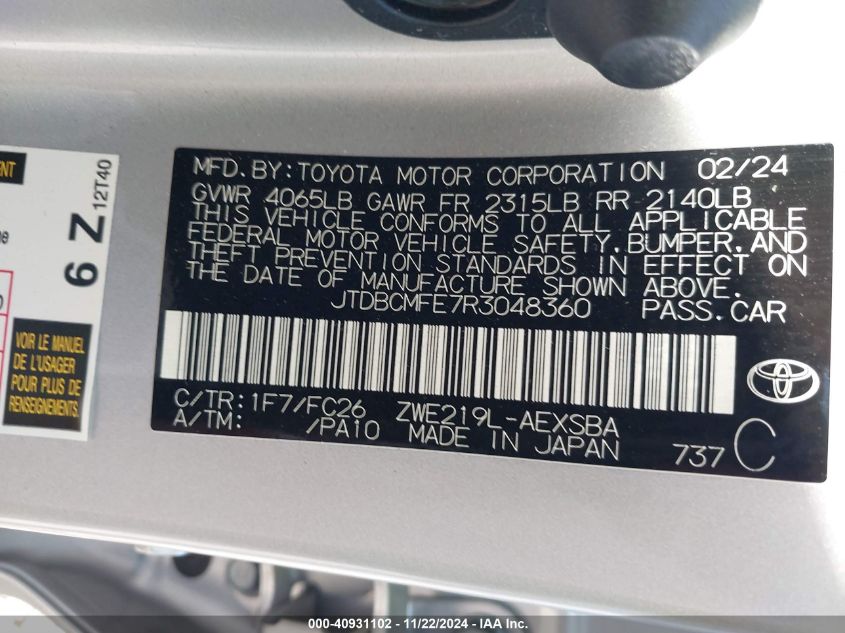 MFD.BY:TOYOTA MOTOR CORPORATION 02/24
GVWR 4065LB GAWR FR 2315LB RR 2140LB
THIS VEHICLE CONFORMS TO ALL APPLICABLE
FEDERAL MOTOR VEHICLE SAFETY,BUMPER,AND
THEFT PREVENTION STANDARDS IN EFFECT ON
THE DATE OF MANUFACTURE SHOWN ABOVE.
JTDBCMFE7R3048360 PASS.CAR
C/TR:1F7/FC26 ZWE219L-AEXSBA
A/TM: /PA10 MADE IN JAPAN 737 C
6 Z 12T40
VOIR LE MANUEL
DE L'USAGER
POUR PLUS DE
RENSEIGNEMENTS
000-40931102 - 11/22/2024 - IAA Inc.